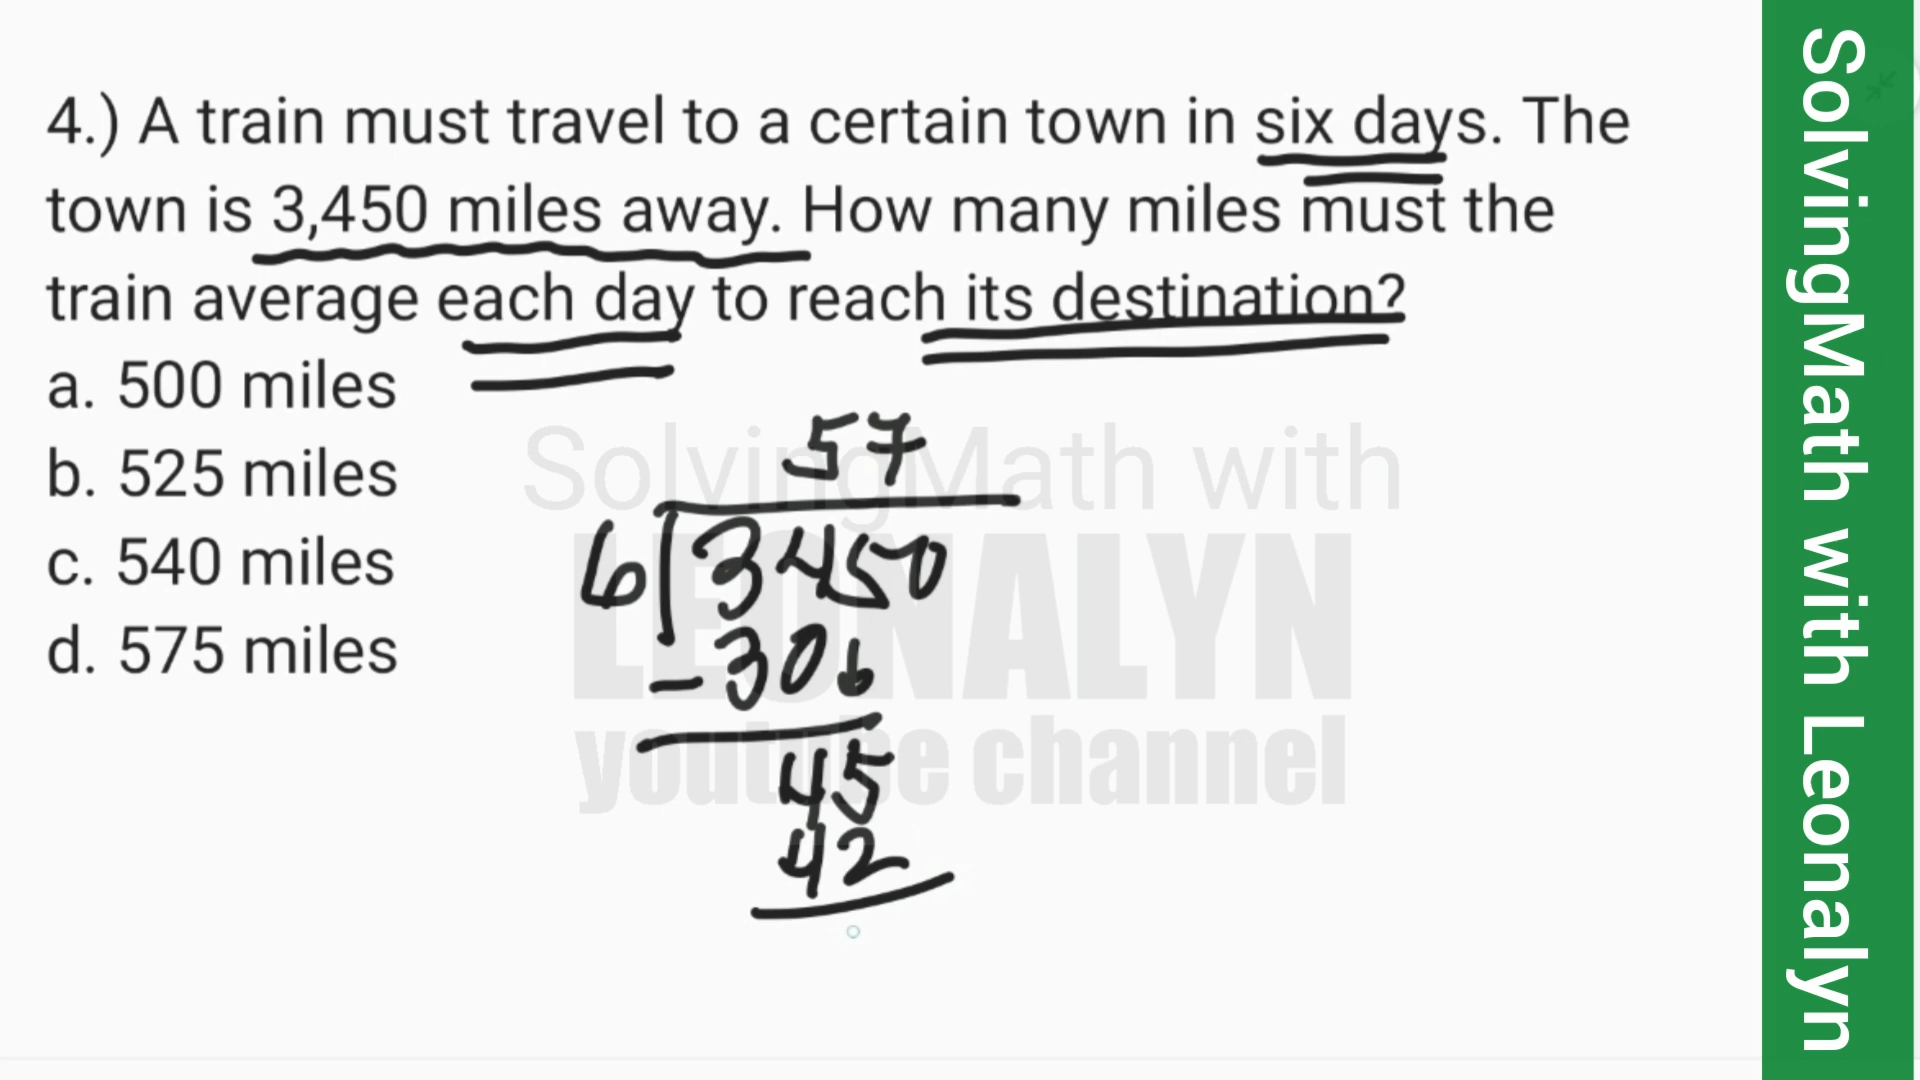 4.) A train must travel to a certain town in six days. The
town is 3,450 miles away. How many miles must the
train average each day to reach its destination?
a. 500 miles
b. 525 miles
c. 540 miles
d. 575 miles
57
6 3450
- 30
45
42
SolvingMath with
LEONALYN
youtube channel
SolvingMath with Leonalyn